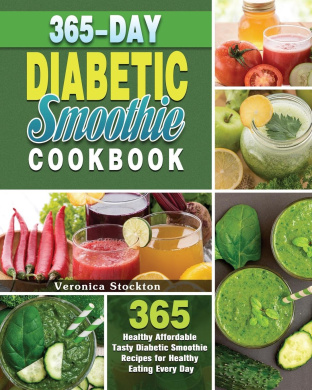 365-DAY
DIABETIC
Smoothie
COOKBOOK
Veronica Stockton
365
Healthy Affordable
Tasty Diabetic Smoothie
Recipes for Healthy
Eating Every Day